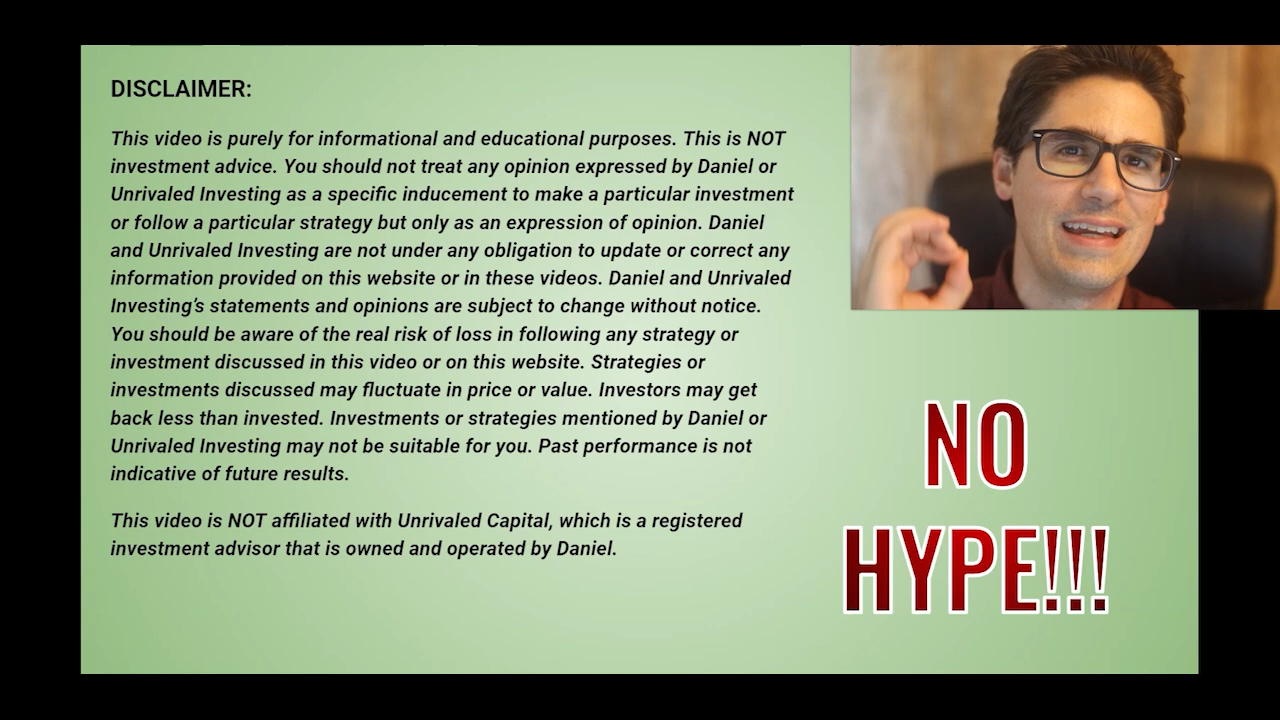 DISCLAIMER:
This video is purely for informational and educational purposes. This is NOT
investment advice. You should not treat any opinion expressed by Daniel or
Unrivaled Investing as a specific inducement to make a particular investment
or follow a particular strategy but only as an expression of opinion. Daniel
and Unrivaled Investing are not under any obligation to update or correct any
information provided on this website or in these videos. Daniel and Unrivaled
Investing's statements and opinions are subject to change without notice.
You should be aware of the real risk of loss in following any strategy or
investment discussed in this video or on this website. Strategies or
investments discussed may fluctuate in price or value. Investors may get
back less than invested. Investments or strategies mentioned by Daniel or
Unrivaled Investing may not be suitable for you. Past performance is not
indicative of future results.
This video is NOT affiliated with Unrivaled Capital, which is a registered
investment advisor that is owned and operated by Daniel.
NO
HYPE!!!